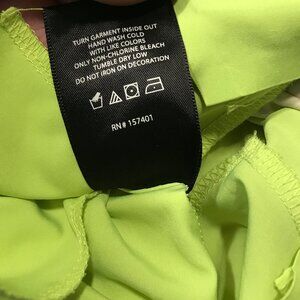 TURN GARMENT INSIDE OUT
HAND WASH COLD
WITH LIKE COLORS
ONLY NON-CHLORINE BLEACH
TUMBLE DRY LOW
DO NOT IRON ON DECORATION
RN# 157401